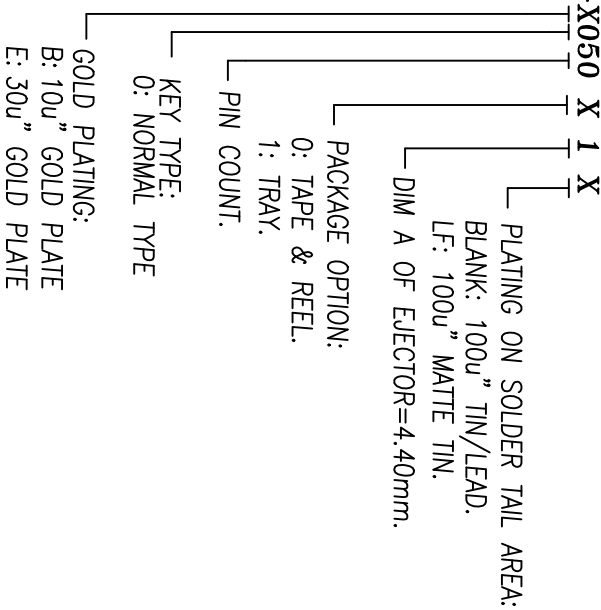 X050 X 1 X
PLATING ON SOLDER TAIL AREA:
BLANK: 100u" TIN/LEAD.
LF: 100u" MATTE TIN.
DIM A OF EJECTOR=4.40mm.
PACKAGE OPTION:
0: TAPE & REEL.
1: TRAY.
PIN COUNT.
KEY TYPE:
0: NORMAL TYPE
GOLD PLATING:
B: 10u" GOLD PLATE
E: 30u" GOLD PLATE